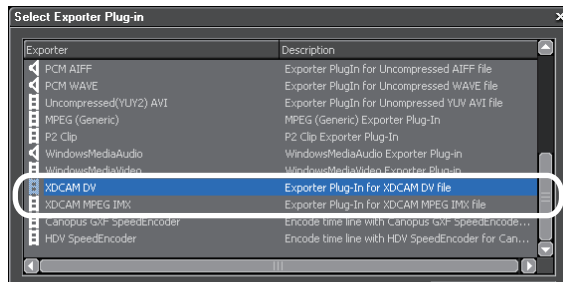 Select Exporter Plug-in
Exporter Description
PCM AIFF Exporter PlugIn for Uncompressed AIFF file
PCM WAVE Exporter PlugIn for Uncompressed WAVE file
Uncompressed(YUY2) AVI Exporter PlugIn for Uncompressed YUV AVI file
MPEG (Generic) MPEG (Generic) Exporter Plug-In
P2 Clip P2 Clip Exporter Plug-In
WindowsMediaAudio WindowsMediaAudio Exporter Plug-in
WindowsMediaVideo WindowsMediaVideo Exporter Plug-in
XDCAM DV Exporter Plug-In for XDCAM DV file
XDCAM MPEG IMX Exporter Plug-In for XDCAM MPEG IMX file
Canopus GXF SpeedEncoder Encode time line with Canopus GXF SpeedEncode...
HDV SpeedEncoder Encode time line with HDV SpeedEncoder for Can...